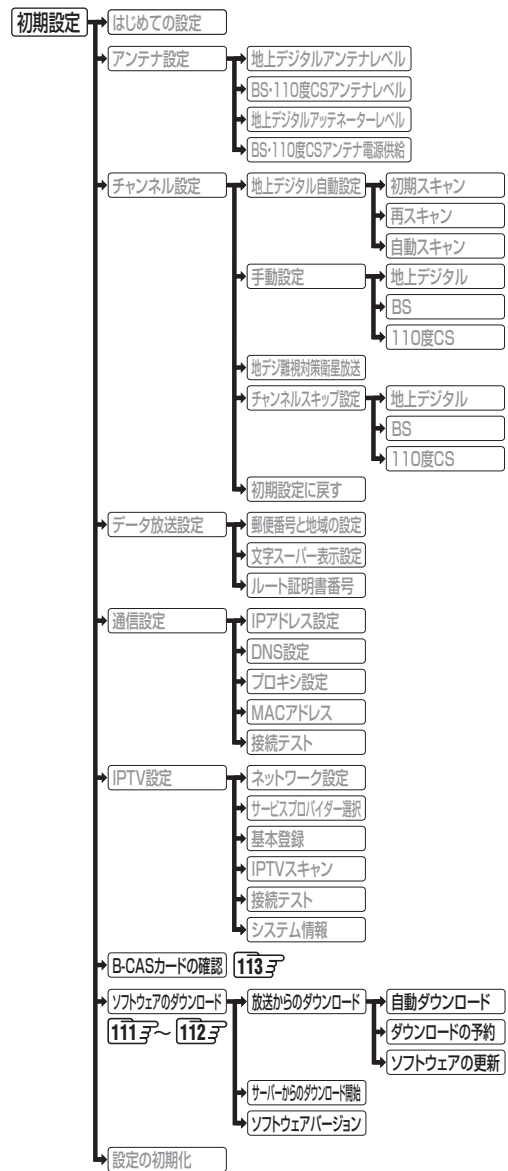 初期設定
はじめての設定
アンテナ設定
地上デジタルアンテナレベル
BS・110度CSアンテナレベル
地上デジタルアッテネーターレベル
BS・110度CSアンテナ電源供給
チャンネル設定
地上デジタル自動設定
初期スキャン
再スキャン
自動スキャン
手動設定
地上デジタル
BS
110度CS
地デジ難視対策衛星放送
チャンネルスキップ設定
地上デジタル
BS
110度CS
初期設定に戻す
データ放送設定
郵便番号と地域の設定
文字スーパー表示設定
ルート証明書番号
通信設定
IPアドレス設定
DNS設定
プロキシ設定
MACアドレス
接続テスト
IPTV設定
ネットワーク設定
サービスプロバイダー選択
基本登録
IPTVスキャン
接続テスト
システム情報
B-CASカードの確認 113
ソフトウェアのダウンロード
111 ～ 112
放送からのダウンロード
自動ダウンロード
ダウンロードの予約
ソフトウェアの更新
サーバーからのダウンロード開始
ソフトウェアバージョン
設定の初期化